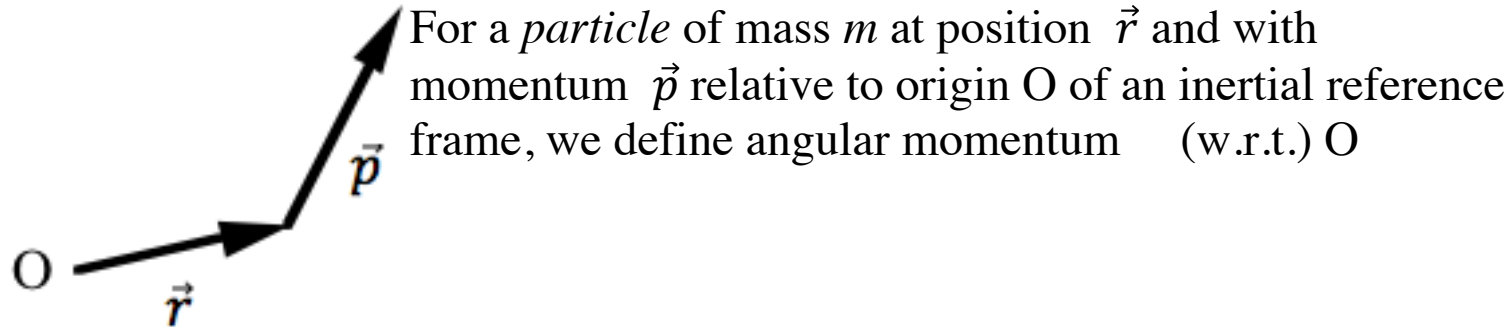 For a particle of mass m at position r⃗ and with
momentum p⃗ relative to origin O of an inertial reference
frame, we define angular momentum (w.r.t.) O
p⃗
O
r⃗